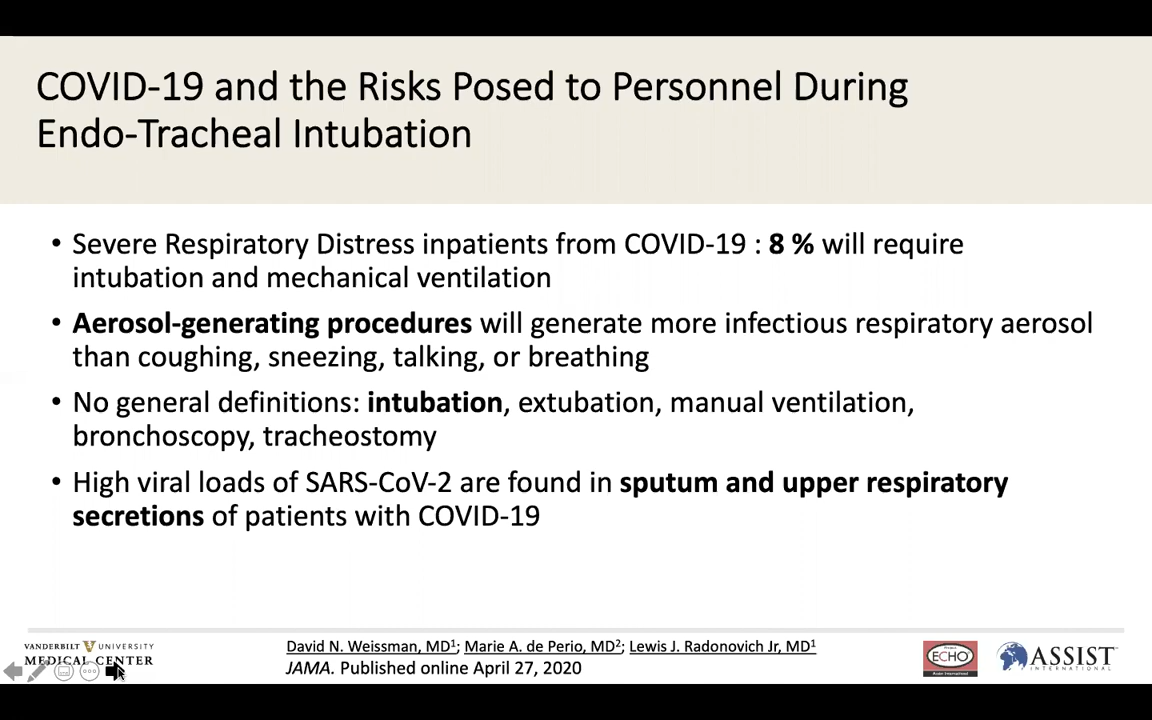 COVID-19 and the Risks Posed to Personnel During
Endo-Tracheal Intubation
• Severe Respiratory Distress inpatients from COVID-19 : 8 % will require
intubation and mechanical ventilation
• Aerosol-generating procedures will generate more infectious respiratory aerosol
than coughing, sneezing, talking, or breathing
• No general definitions: intubation, extubation, manual ventilation,
bronchoscopy, tracheostomy
• High viral loads of SARS-CoV-2 are found in sputum and upper respiratory
secretions of patients with COVID-19
VANDERBILT V UNIVERSITY
MEDICAL CENTER
David N. Weissman, MD¹; Marie A. de Perio, MD²; Lewis J. Radonovich Jr, MD¹
JAMA. Published online April 27, 2020
ECHO
ASSIST
INTERNATIONAL